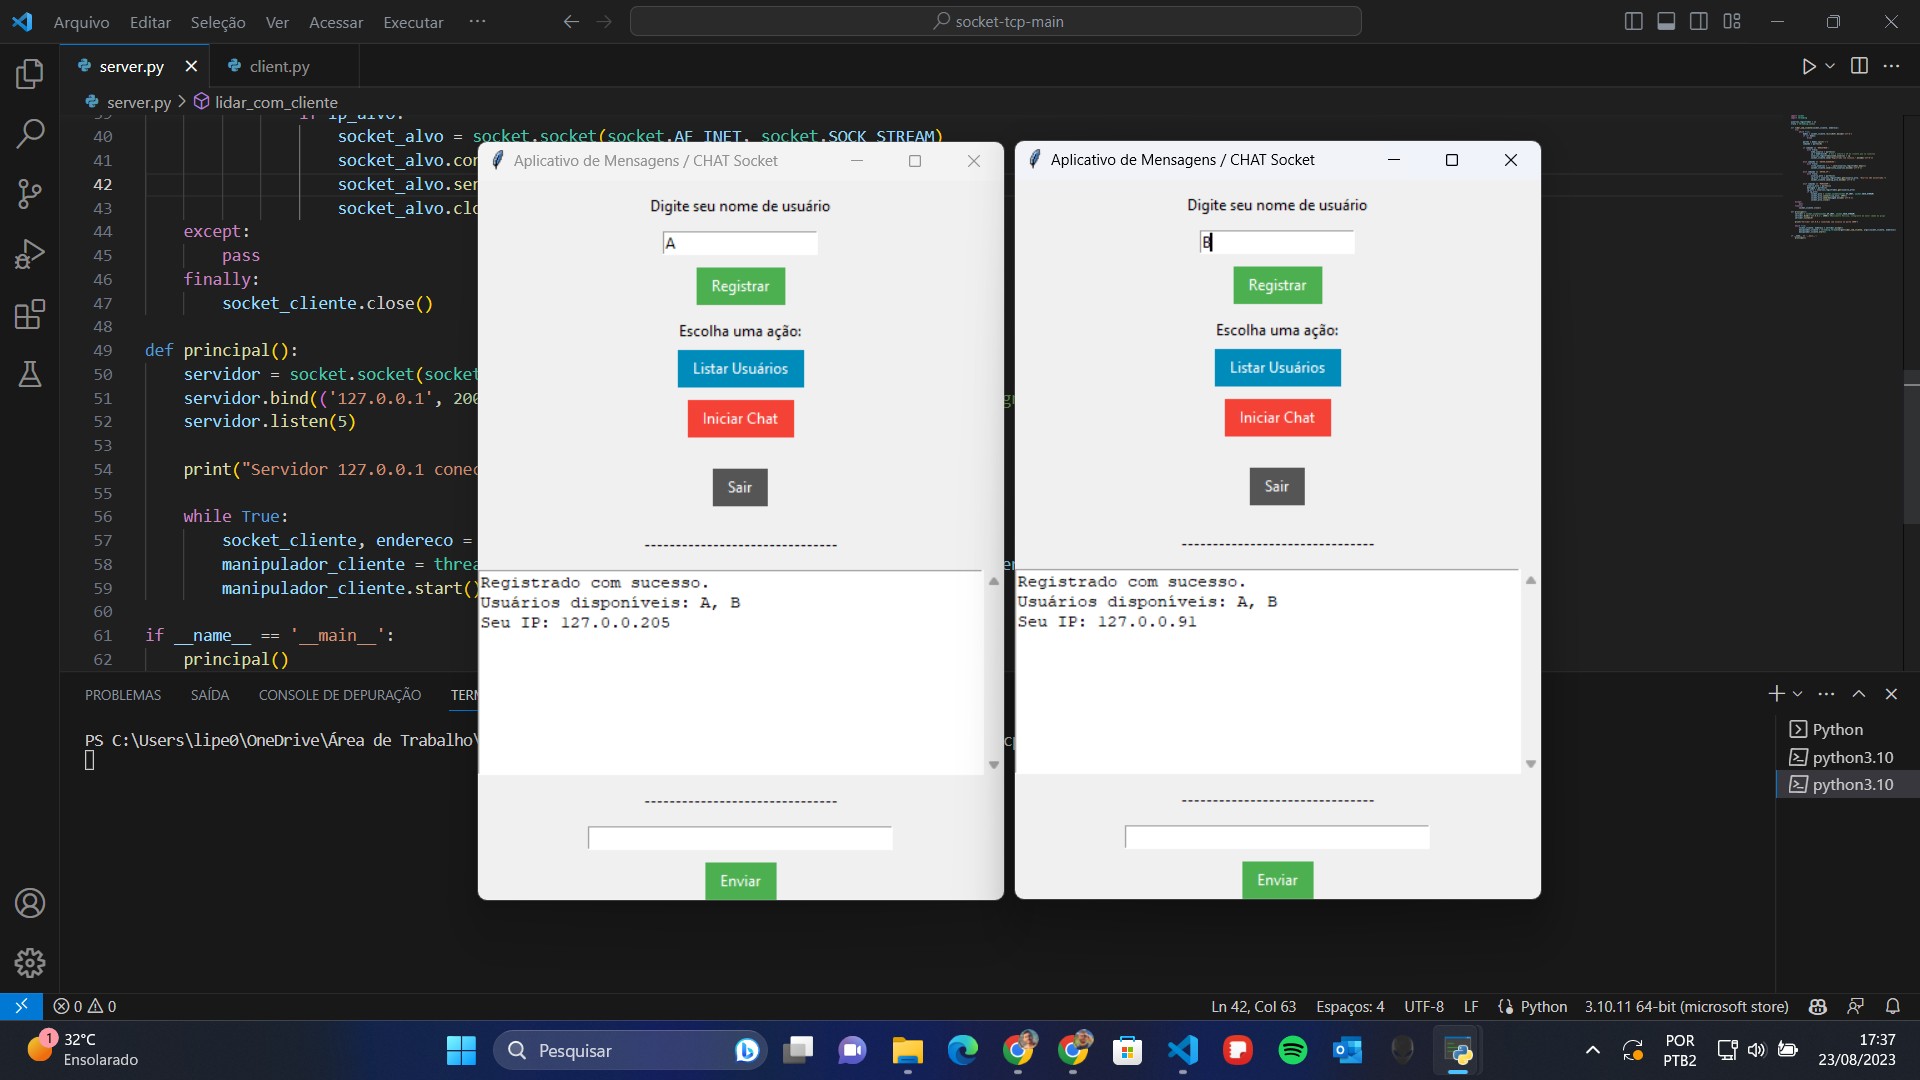 Arquivo Editar Seleção Ver Acessar Executar ···
socket-tcp-main
server.py
client.py
server.py > lidar_com_cliente
39 if ip_alvo:
40 socket_alvo = socket.socket(socket.AF_INET, socket.SOCK_STREAM)
41 socket_alvo.con
42 socket_alvo.sen
43 socket_alvo.clo
44 except:
45 pass
46 finally:
47 socket_cliente.close()
48
49 def principal():
50 servidor = socket.socket(socket
51 servidor.bind(('127.0.0.1', 200
52 servidor.listen(5)
53
54 print("Servidor 127.0.0.1 conec
55
56 while True:
57 socket_cliente, endereco =
58 manipulador_cliente = threa
59 manipulador_cliente.start()
60
61 if __name__ == '__main__':
62 principal()
Aplicativo de Mensagens / CHAT Socket
Digite seu nome de usuário
A
Registrar
Escolha uma ação:
Listar Usuários
Iniciar Chat
Sair
-------------------------------
Registrado com sucesso.
Usuários disponíveis: A, B
Seu IP: 127.0.0.205
-------------------------------
Enviar
Aplicativo de Mensagens / CHAT Socket
Digite seu nome de usuário
B
Registrar
Escolha uma ação:
Listar Usuários
Iniciar Chat
Sair
-------------------------------
Registrado com sucesso.
Usuários disponíveis: A, B
Seu IP: 127.0.0.91
-------------------------------
Enviar
PROBLEMAS SAÍDA CONSOLE DE DEPURAÇÃO TERM
PS C:\Users\lipe0\OneDrive\Área de Trabalho\
Python
python3.10
python3.10
0 0
Ln 42, Col 63 Espaços: 4 UTF-8 LF Python 3.10.11 64-bit (microsoft store)
1
32°C
Ensolarado
Pesquisar
POR
PTB2
17:37
23/08/2023